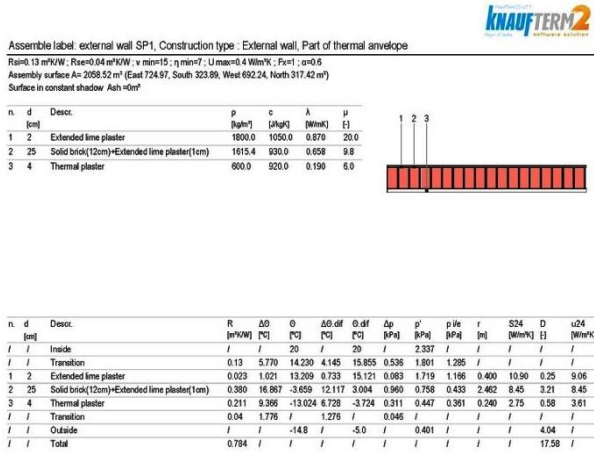 KNAUFTERM2
software solution
Assemble label: external wall SP1, Construction type : External wall, Part of thermal anvelope
Rsi=0.13 m²K/W ; Rse=0.04 m²K/W ; ν min=15 ; η min=7 ; U max=0.4 W/m²K ; Fx=1 ; α=0.6
Assembly surface A= 2058.52 m² (East 724.97, South 323.89, West 692.24, North 317.42 m²)
Surface in constant shadow Ash =0m²
n. d Descr. ρ c λ μ
[cm] [kg/m³] [J/kgK] [W/mK] [-]
1 2 Extended lime plaster 1800.0 1050.0 0.870 20.0
2 25 Solid brick(12cm)+Extended lime plaster(1cm) 1615.4 930.0 0.658 9.8
3 4 Thermal plaster 600.0 920.0 0.190 6.0
1 2 3
n. d Descr. R ΔΘ Θ ΔΘ.dif Θ.dif Δp p' p i/e r S24 D u24
[cm] [m²K/W] [°C] [°C] [°C] [°C] [kPa] [kPa] [kPa] [m] [W/m²K] [-] [W/m²K]
/ / Inside / / 20 / 20 / 2.337 / / / / /
/ / Transition 0.13 5.770 14.230 4.145 15.855 0.536 1.801 1.285 / / / /
1 2 Extended lime plaster 0.023 1.021 13.209 0.733 15.121 0.083 1.719 1.166 0.400 10.90 0.25 9.06
2 25 Solid brick(12cm)+Extended lime plaster(1cm) 0.380 16.867 -3.659 12.117 3.004 0.960 0.758 0.433 2.462 8.45 3.21 8.45
3 4 Thermal plaster 0.211 9.366 -13.024 6.728 -3.724 0.311 0.447 0.361 0.240 2.75 0.58 3.61
/ / Transition 0.04 1.776 / 1.276 / 0.046 / / / / / /
/ / Outside / / -14.8 / -5.0 / 0.401 / / / 4.04 /
/ / Total 0.784 / / / / / / / / / 17.58 /